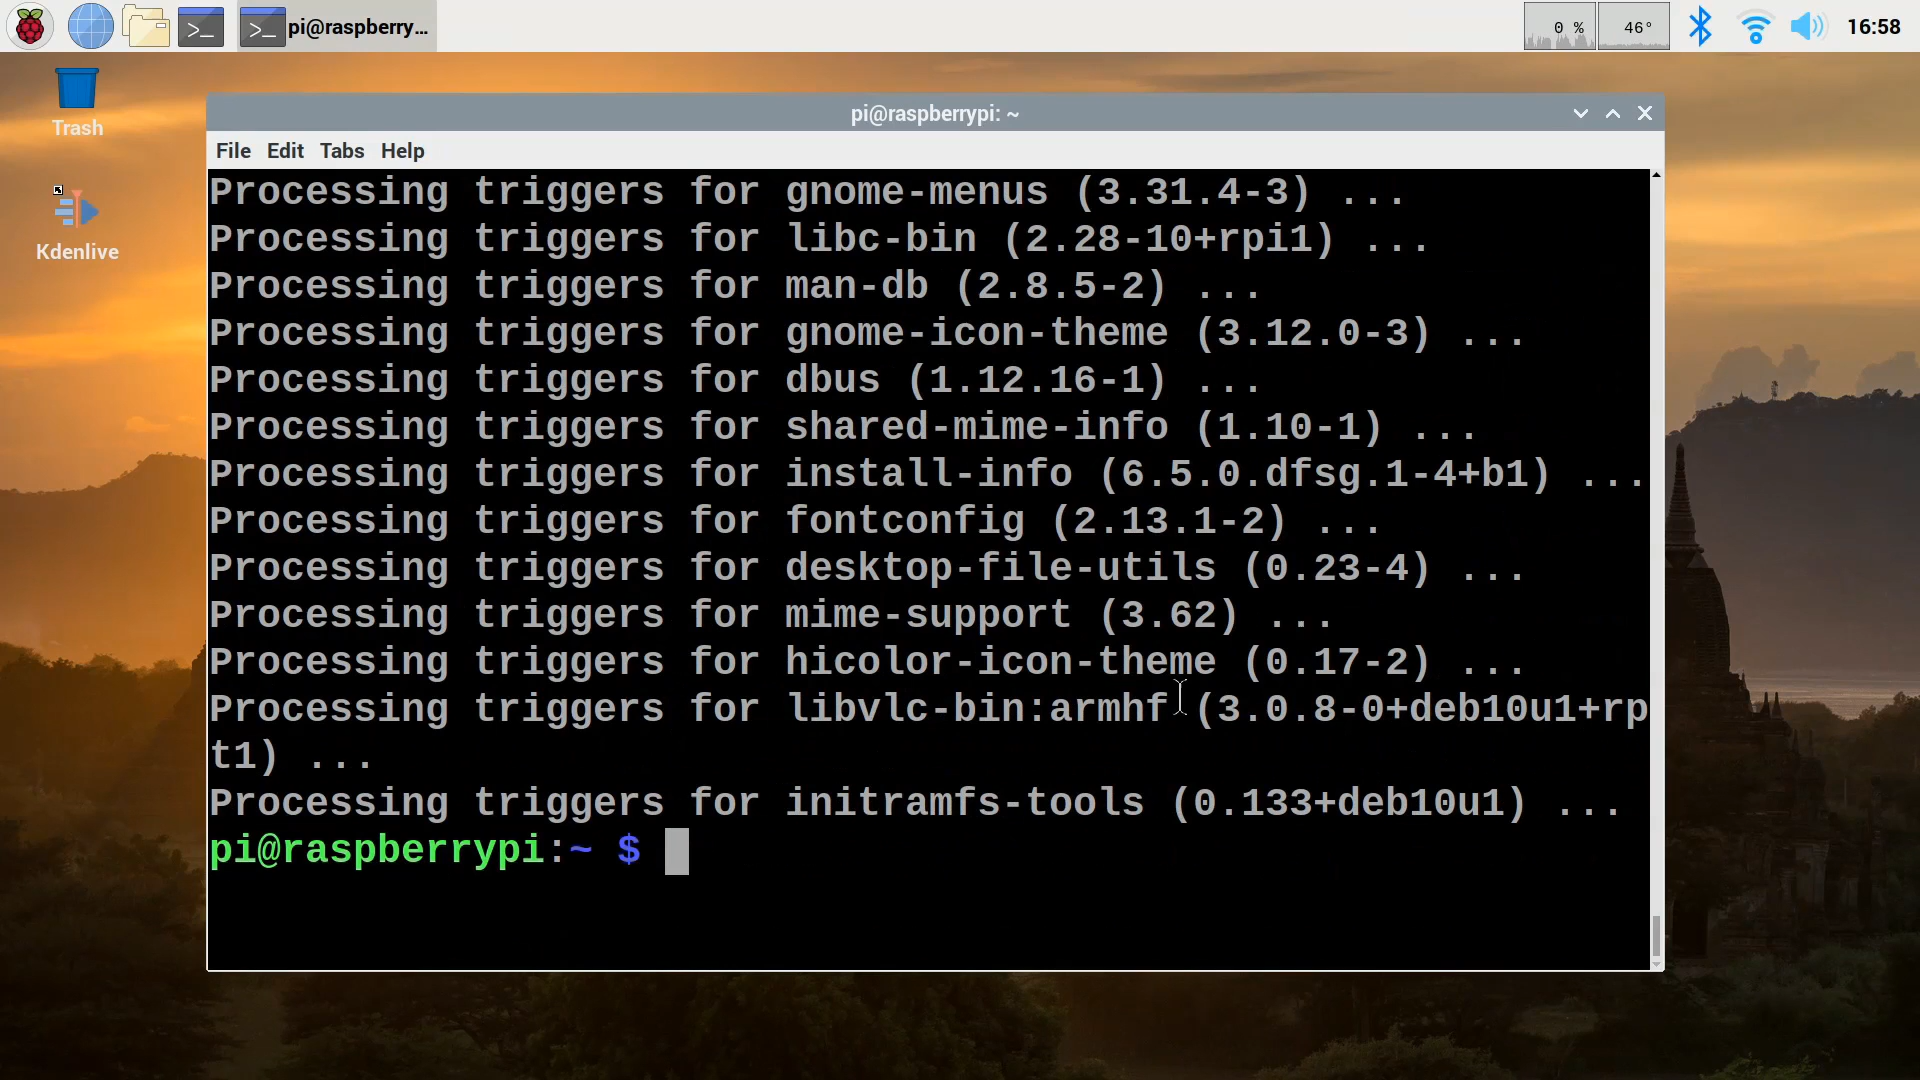 pi@raspberry...
0 %
46°
16:58
Trash
Kdenlive
pi@raspberrypi: ~
File Edit Tabs Help
Processing triggers for gnome-menus (3.31.4-3) ...
Processing triggers for libc-bin (2.28-10+rpi1) ...
Processing triggers for man-db (2.8.5-2) ...
Processing triggers for gnome-icon-theme (3.12.0-3) ...
Processing triggers for dbus (1.12.16-1) ...
Processing triggers for shared-mime-info (1.10-1) ...
Processing triggers for install-info (6.5.0.dfsg.1-4+b1) ...
Processing triggers for fontconfig (2.13.1-2) ...
Processing triggers for desktop-file-utils (0.23-4) ...
Processing triggers for mime-support (3.62) ...
Processing triggers for hicolor-icon-theme (0.17-2) ...
Processing triggers for libvlc-bin:armhf (3.0.8-0+deb10u1+rp
t1) ...
Processing triggers for initramfs-tools (0.133+deb10u1) ...
pi@raspberrypi:~ $